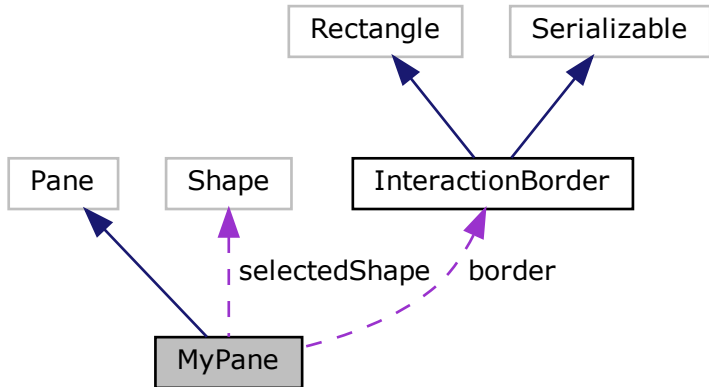 Rectangle
Serializable
Pane
Shape
InteractionBorder
selectedShape
border
MyPane